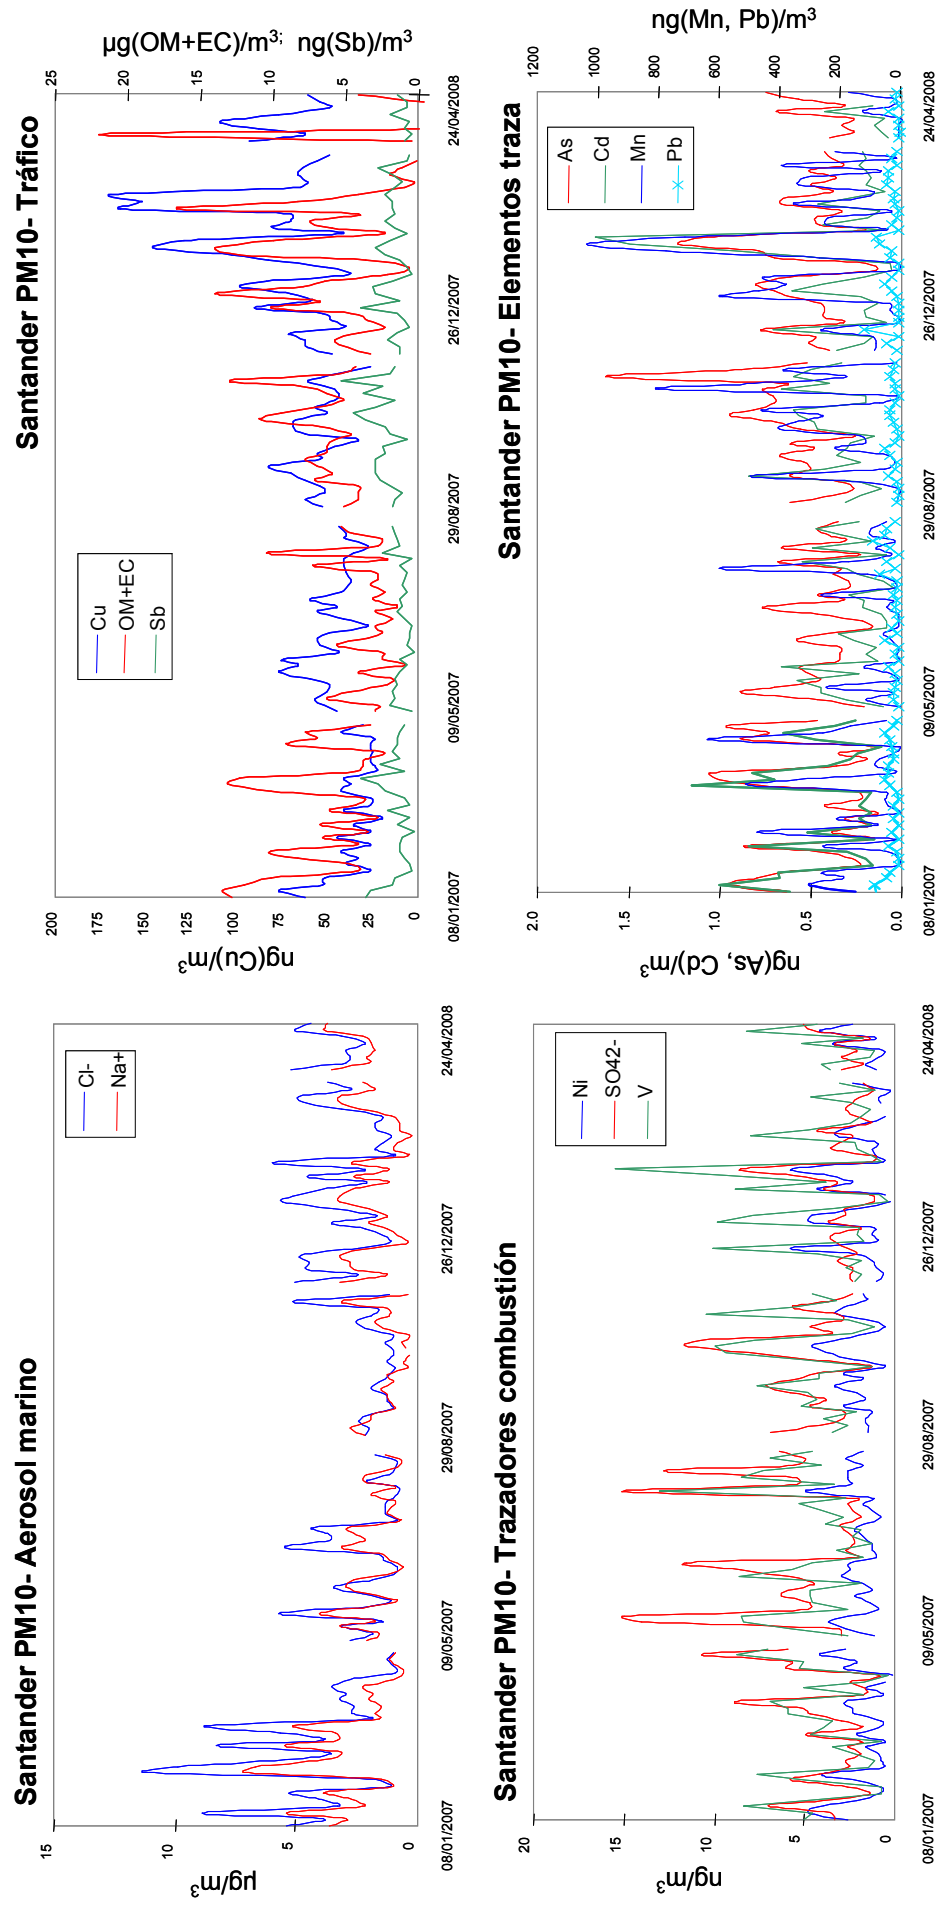 Santander PM10- Aerosol marino
µg/m³
15
10
5
0
Cl-
Na+
08/01/2007
09/05/2007
29/08/2007
26/12/2007
24/04/2008
Santander PM10- Tráfico
ng(Cu)/m³
200
175
150
125
100
75
50
25
0
Cu
OM+EC
Sb
µg(OM+EC)/m³; ng(Sb)/m³
25
20
15
10
5
0
08/01/2007
09/05/2007
29/08/2007
26/12/2007
24/04/2008
Santander PM10- Trazadores combustión
ng/m³
20
15
10
5
0
Ni
SO42-
V
08/01/2007
09/05/2007
29/08/2007
26/12/2007
24/04/2008
Santander PM10- Elementos traza
ng(As, Cd)/m³
2.0
1.5
1.0
0.5
0.0
As
Cd
Mn
Pb
ng(Mn, Pb)/m³
1200
1000
800
600
400
200
0
08/01/2007
09/05/2007
29/08/2007
26/12/2007
24/04/2008